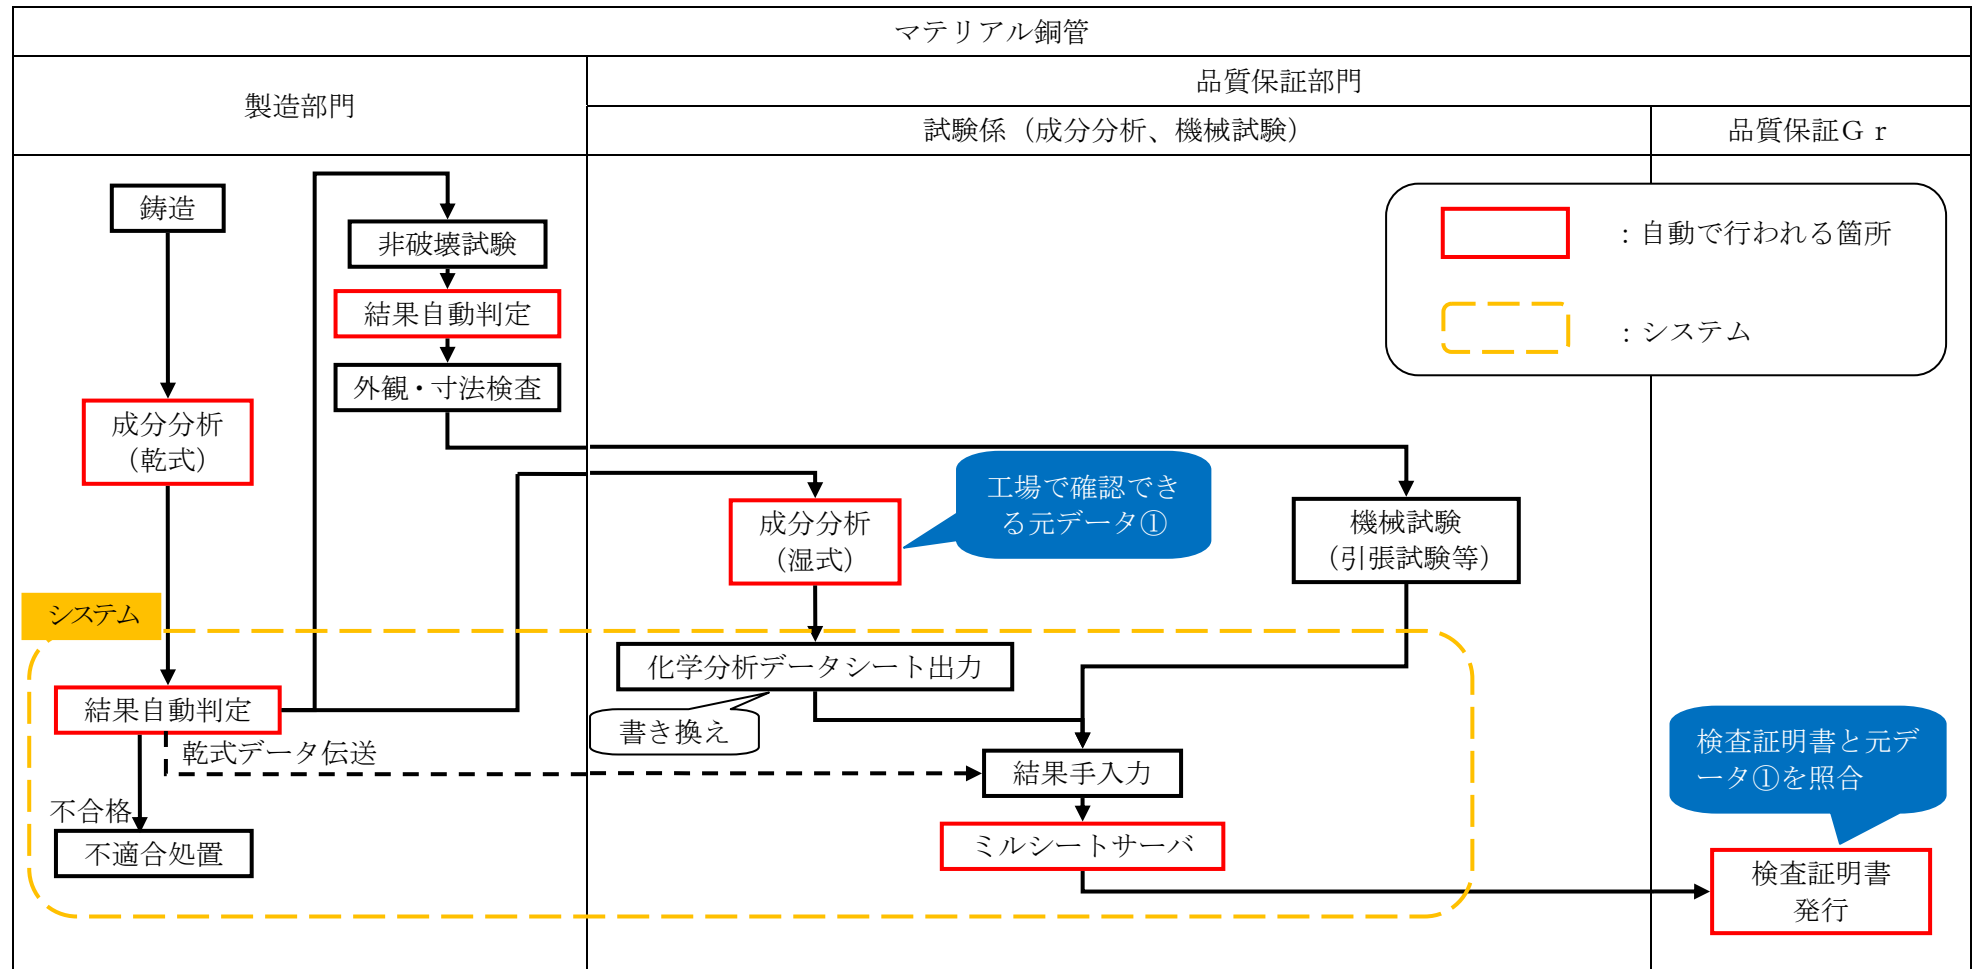 マテリアル銅管
製造部門
品質保証部門
試験係（成分分析、機械試験）
品質保証Ｇｒ
鋳造
非破壊試験
結果自動判定
外観・寸法検査
成分分析
（乾式）
：自動で行われる箇所
：システム
工場で確認でき
る元データ①
成分分析
（湿式）
機械試験
（引張試験等）
システム
化学分析データシート出力
書き換え
結果自動判定
乾式データ伝送
不合格
不適合処置
結果手入力
ミルシートサーバ
検査証明書と元デ
ータ①を照合
検査証明書
発行